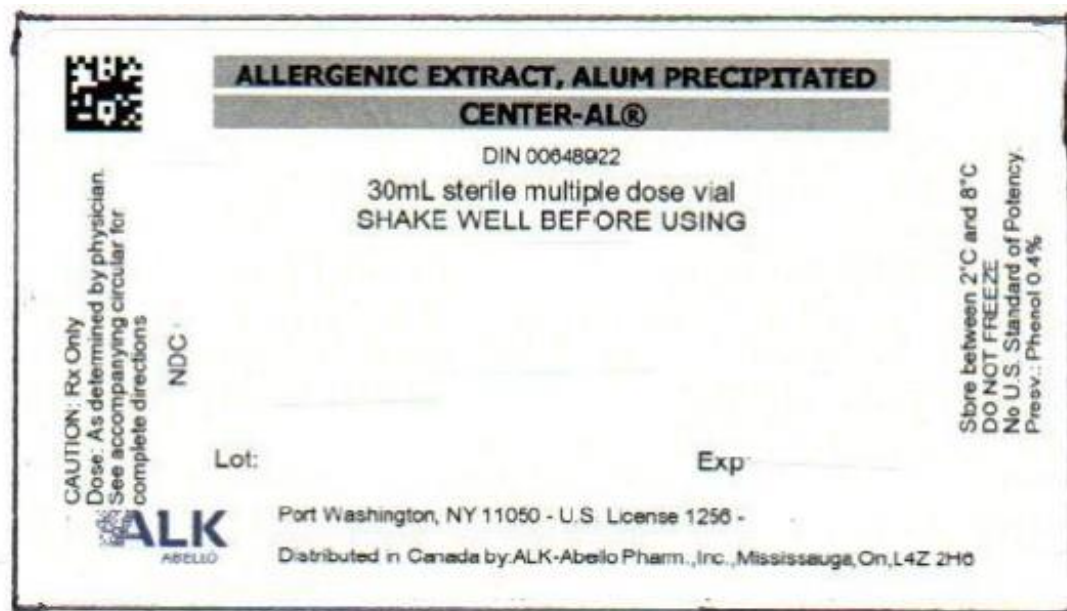 ALLERGENIC EXTRACT, ALUM PRECIPITATED
CENTER-AL®
DIN 00648922
30mL sterile multiple dose vial
SHAKE WELL BEFORE USING
CAUTION: Rx Only
Dose: As determined by physician.
See accompanying circular for
complete directions
NDC:
Store between 2°C and 8°C
DO NOT FREEZE
No U.S. Standard of Potency.
Presv.: Phenol 0.4%
Lot:
Exp
ALK
ABELLO
Port Washington, NY 11050 - U.S. License 1256 -
Distributed in Canada by:ALK-Abello Pharm.,Inc.,Mississauga,On,L4Z 2H6